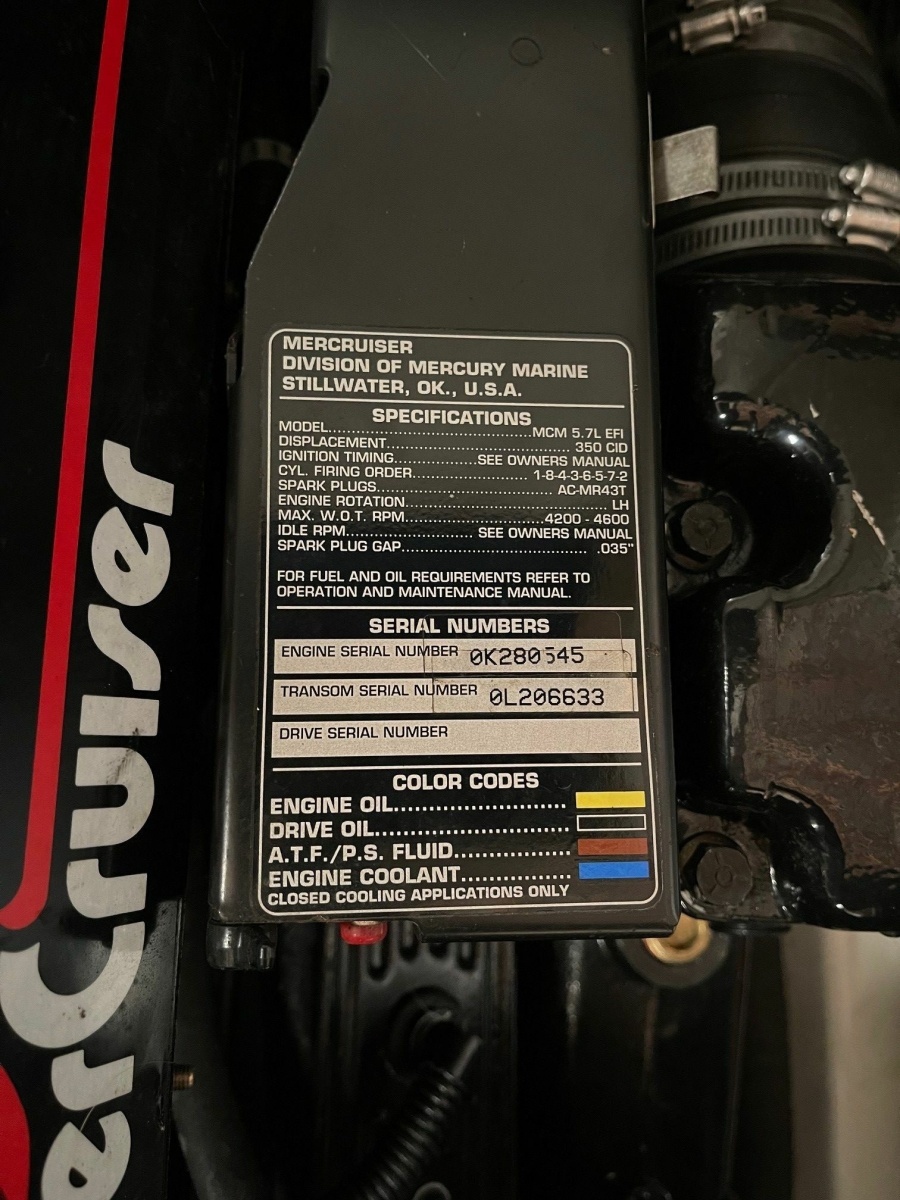 MERCRUISER
DIVISION OF MERCURY MARINE
STILLWATER, OK., U.S.A.
SPECIFICATIONS
MODEL..............................MCM 5.7L EFI
DISPLACEMENT.............................. 350 CID
IGNITION TIMING.............SEE OWNERS MANUAL
CYL. FIRING ORDER.................. 1-8-4-3-6-5-7-2
SPARK PLUGS........................... AC-MR43T
ENGINE ROTATION............................... LH
MAX. W.O.T. RPM.....................4200 - 4600
IDLE RPM.................... SEE OWNERS MANUAL
SPARK PLUG GAP............................. .035"
FOR FUEL AND OIL REQUIREMENTS REFER TO
OPERATION AND MAINTENANCE MANUAL.
SERIAL NUMBERS
ENGINE SERIAL NUMBER 0K280545
TRANSOM SERIAL NUMBER 0L206633
DRIVE SERIAL NUMBER
COLOR CODES
ENGINE OIL.........................
DRIVE OIL............................
A.T.F./P.S. FLUID.................
ENGINE COOLANT................
CLOSED COOLING APPLICATIONS ONLY
erCruiser